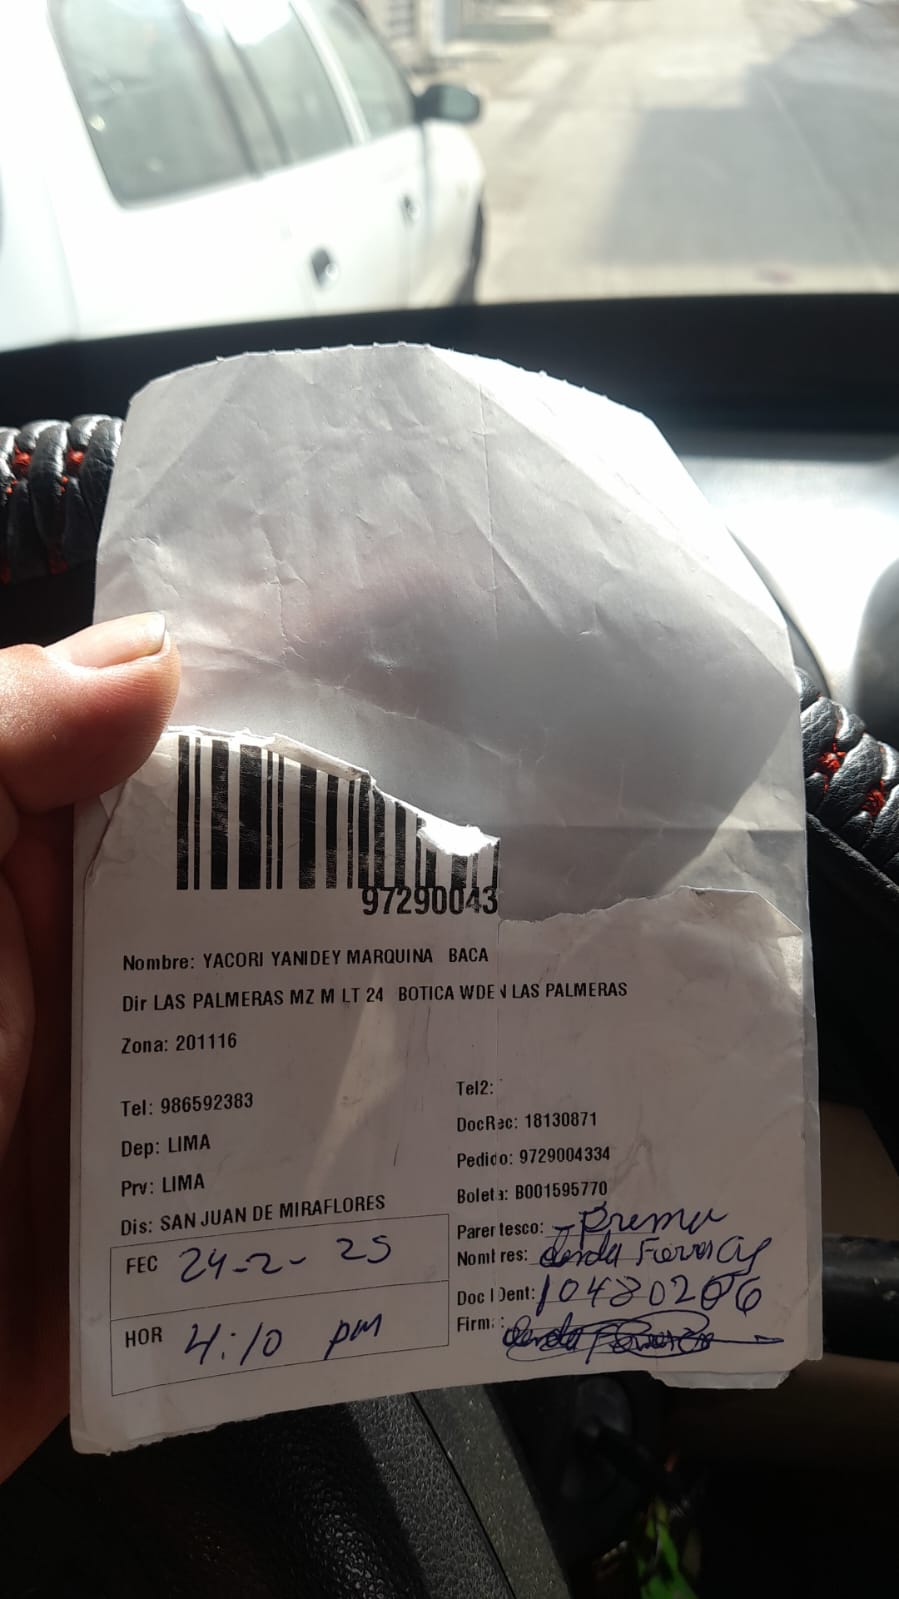 97290043
Nombre: YACORI YANIDEY MARQUINA BACA
Dir LAS PALMERAS MZ M LT 24 BOTICA WDEN LAS PALMERAS
Zona: 201116
Tel: 986592383
Dep: LIMA
Prv: LIMA
Dis: SAN JUAN DE MIRAFLORES
FEC 24-2-25
HOR 4:10 pm
Tel2:
DocRec: 18130871
Pedido: 9729004334
Boleta: B001595770
Parentesco: - Prema
Nombres:
Doc Ident: 10480206
Firm :